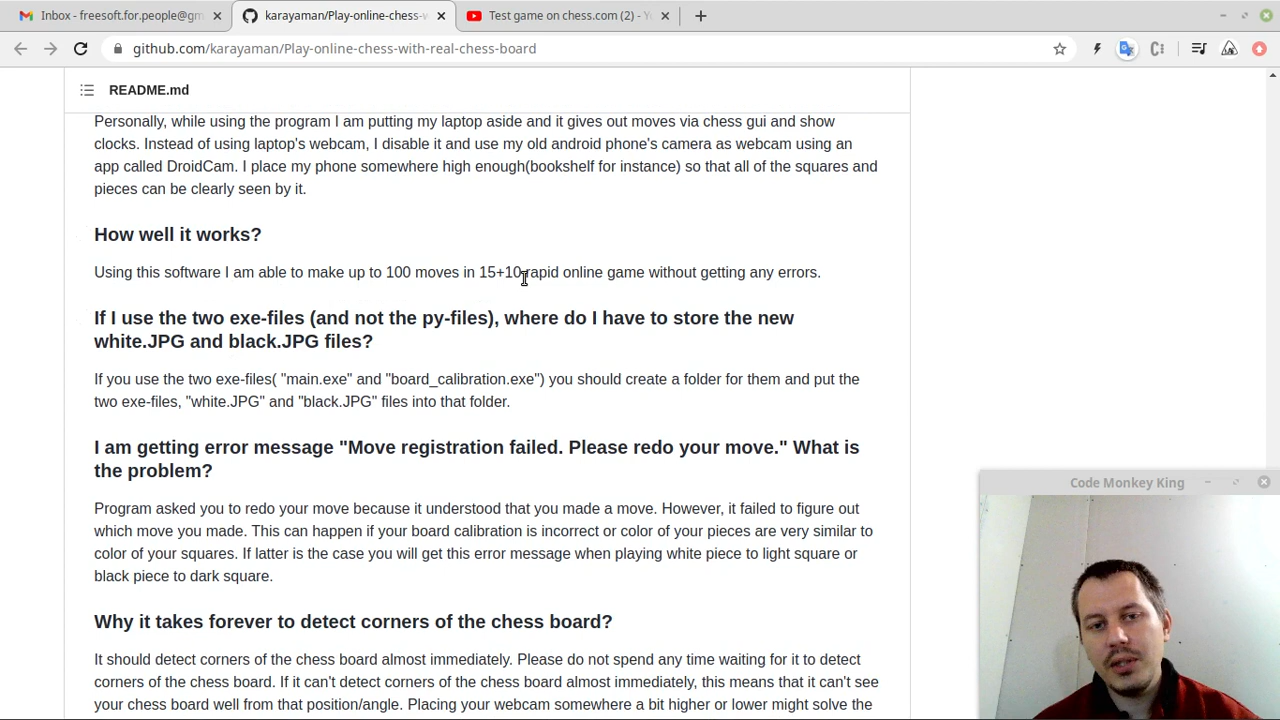 Inbox - freesoft.for.people@gm
karayaman/Play-online-chess-w
Test game on chess.com (2) - Yo
github.com/karayaman/Play-online-chess-with-real-chess-board
README.md
Personally, while using the program I am putting my laptop aside and it gives out moves via chess gui and show
clocks. Instead of using laptop's webcam, I disable it and use my old android phone's camera as webcam using an
app called DroidCam. I place my phone somewhere high enough(bookshelf for instance) so that all of the squares and
pieces can be clearly seen by it.
How well it works?
Using this software I am able to make up to 100 moves in 15+10 rapid online game without getting any errors.
If I use the two exe-files (and not the py-files), where do I have to store the new
white.JPG and black.JPG files?
If you use the two exe-files( "main.exe" and "board_calibration.exe") you should create a folder for them and put the
two exe-files, "white.JPG" and "black.JPG" files into that folder.
I am getting error message "Move registration failed. Please redo your move." What is
the problem?
Program asked you to redo your move because it understood that you made a move. However, it failed to figure out
which move you made. This can happen if your board calibration is incorrect or color of your pieces are very similar to
color of your squares. If latter is the case you will get this error message when playing white piece to light square or
black piece to dark square.
Why it takes forever to detect corners of the chess board?
It should detect corners of the chess board almost immediately. Please do not spend any time waiting for it to detect
corners of the chess board. If it can't detect corners of the chess board almost immediately, this means that it can't see
your chess board well from that position/angle. Placing your webcam somewhere a bit higher or lower might solve the
Code Monkey King